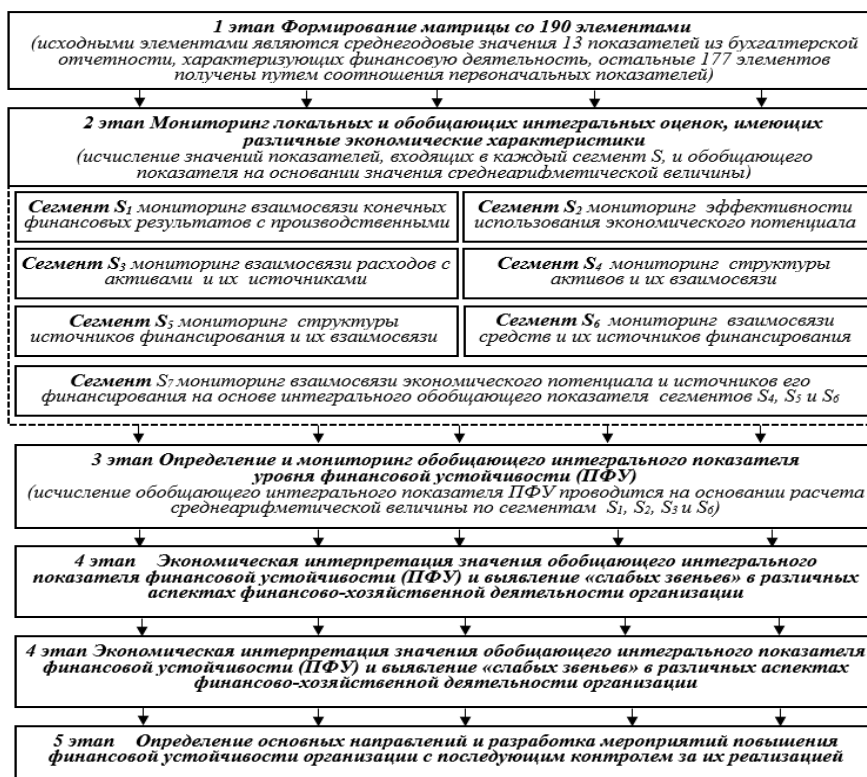 1 этап Формирование матрицы со 190 элементами
(исходными элементами являются среднегодовые значения 13 показателей из бухгалтерской
отчетности, характеризующих финансовую деятельность, остальные 177 элементов
получены путем соотношения первоначальных показателей)
2 этап Мониторинг локальных и обобщающих интегральных оценок, имеющих
различные экономические характеристики
(исчисление значений показателей, входящих в каждый сегмент S, и обобщающего
показателя на основании значения среднеарифметической величины)
Сегмент S1 мониторинг взаимосвязи конечных
финансовых результатов с производственными
Сегмент S2 мониторинг эффективности
использования экономического потенциала
Сегмент S3 мониторинг взаимосвязи расходов с
активами и их источниками
Сегмент S4 мониторинг структуры
активов и их взаимосвязи
Сегмент S5 мониторинг структуры
источников финансирования и их взаимосвязи
Сегмент S6 мониторинг взаимосвязи
средств и их источников финансирования
Сегмент S7 мониторинг взаимосвязи экономического потенциала и источников его
финансирования на основе интегрального обобщающего показателя сегментов S4, S5 и S6
3 этап Определение и мониторинг обобщающего интегрального показателя
уровня финансовой устойчивости (ПФУ)
(исчисление обобщающего интегрального показателя ПФУ проводится на основании расчета
среднеарифметической величины по сегментам S1, S2, S3 и S6)
4 этап Экономическая интерпретация значения обобщающего интегрального
показателя финансовой устойчивости (ПФУ) и выявление «слабых звеньев» в различных
аспектах финансово-хозяйственной деятельности организации
4 этап Экономическая интерпретация значения обобщающего интегрального показателя
финансовой устойчивости (ПФУ) и выявление «слабых звеньев» в различных аспектах
финансово-хозяйственной деятельности организации
5 этап Определение основных направлений и разработка мероприятий повышения
финансовой устойчивости организации с последующим контролем за их реализацией